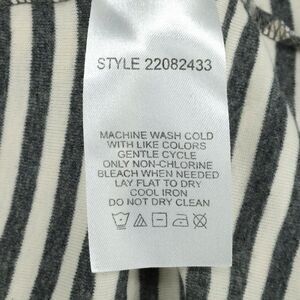 STYLE 22082433
MACHINE WASH COLD
WITH LIKE COLORS
GENTLE CYCLE
ONLY NON-CHLORINE
BLEACH WHEN NEEDED
LAY FLAT TO DRY
COOL IRON
DO NOT DRY CLEAN